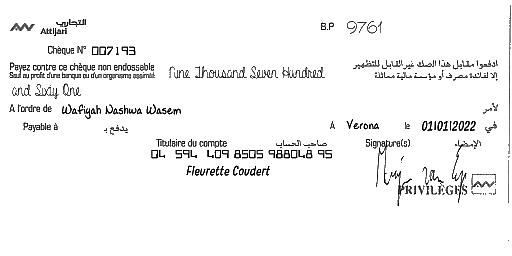 التجاري
Attijari
B.P 9761
Chèque N° 007193
Payez contre ce chèque non endossable
Seul au profit d'une banque ou d'un organisme assimilé
Nine Thousand Seven Hundred
ادفعوا مقابل هذا الصك غير القابل للتظهير
إلا لفائدة مصرف أو مؤسسة مالية مماثلة
and Sixty One
A l'ordre de Wafiyah Nashwa Wasem لأمر
Payable à يدفع بـ A Verona le 01/01/2022 في
Titulaire du compte صاحب الحساب Signature(s) الإمضاء
04 594 409 8505 988048 95
Fleurette Coudert
PRIVILÈGES